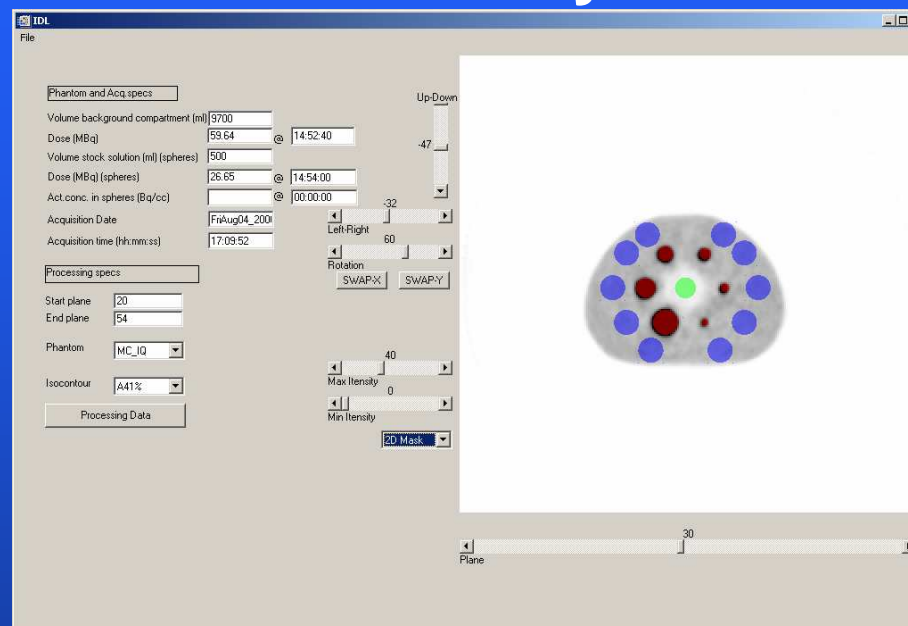 IDL
File
Phantom and Acq.specs
Volume background compartment (ml) 9700
Dose (MBq) 59.64 @ 14:52:40
Volume stock solution (ml) (spheres) 500
Dose (MBq) (spheres) 26.65 @ 14:54:00
Act.conc. in spheres (Bq/cc) @ 00:00:00
Acquisition Date FriAug04_200
Acquisition time (hh:mm:ss) 17:09:52
Up-Down
-47
-32
Left-Right
60
Rotation
SWAP-X SWAP-Y
Processing specs
Start plane 20
End plane 54
Phantom MC_IQ
Isocontour A41%
Processing Data
40
Max Itensity
0
Min Itensity
2D Mask
30
Plane